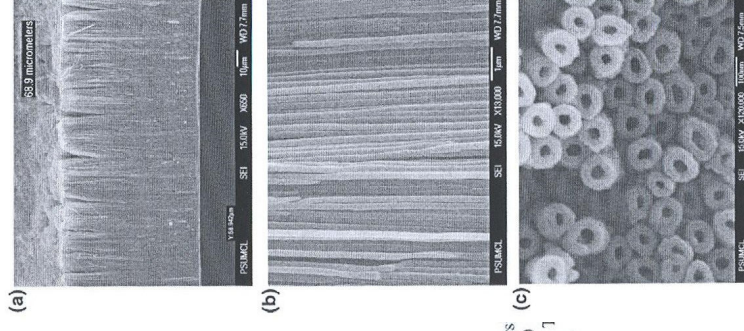 (a)
68.9 micrometers
Y:58.942µm
PSUMCL SEI 15.0kV X650 10µm WD 7.7mm
(b)
PSUMCL SEI 15.0kV X13,000 1µm WD 7.7mm
(c)
PSUMCL SEI 15.0kV X120,000 100nm WD 7.5mm